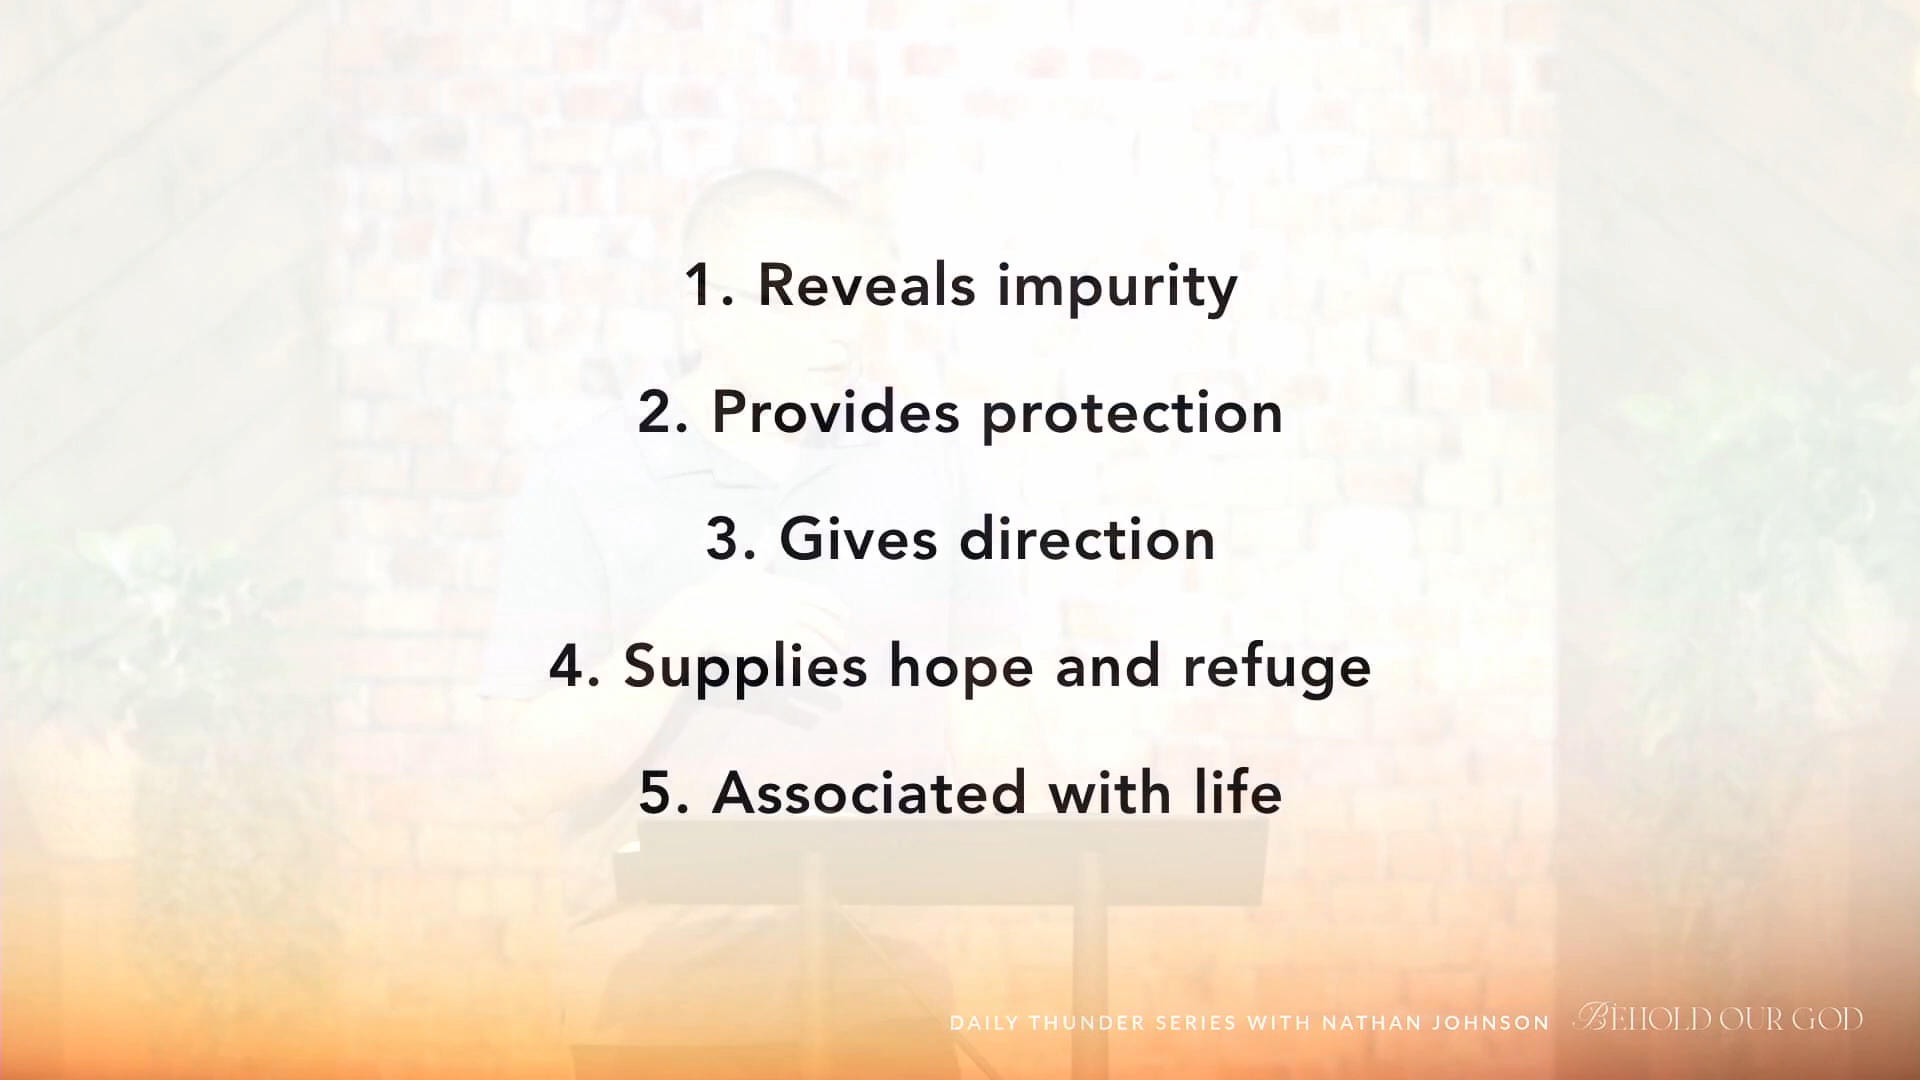 1. Reveals impurity
2. Provides protection
3. Gives direction
4. Supplies hope and refuge
5. Associated with life
DAILY THUNDER SERIES WITH NATHAN JOHNSON BEHOLD OUR GOD